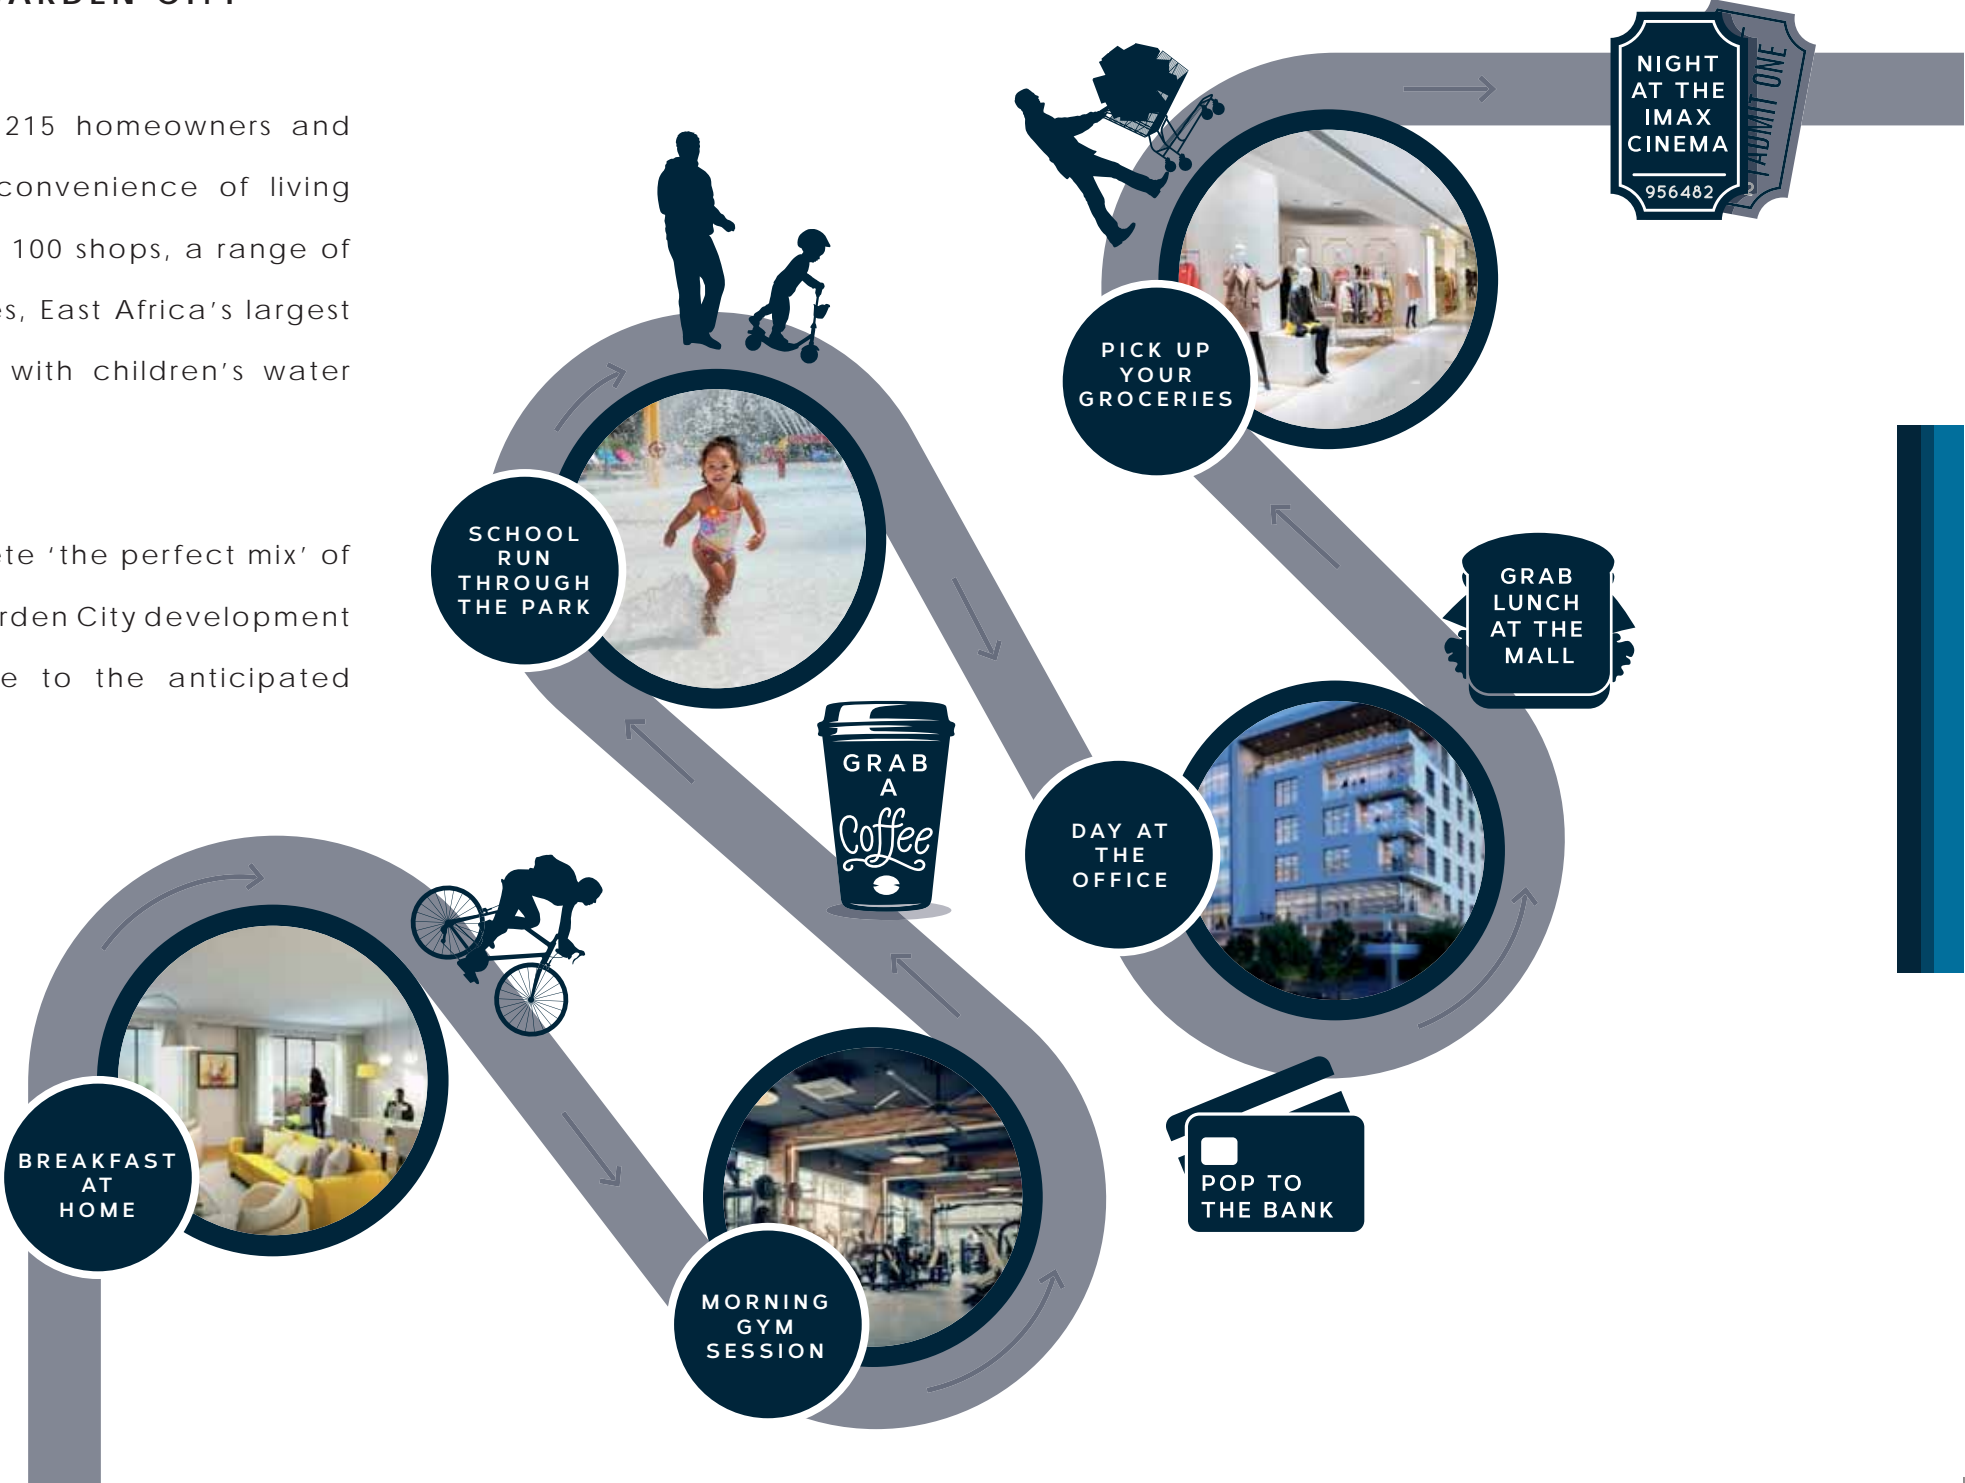 GARDEN CITY
215 homeowners and
convenience of living
100 shops, a range of
East Africa’s largest
with children’s water
‘the perfect mix’ of
City development
to the anticipated
NIGHT
AT THE
IMAX
CINEMA
956482
ADMIT ONE
PICK UP
YOUR
GROCERIES
SCHOOL
RUN
THROUGH
THE PARK
GRAB
LUNCH
AT THE
MALL
GRAB
A
Coffee
DAY AT
THE
OFFICE
BREAKFAST
AT
HOME
POP TO
THE BANK
MORNING
GYM
SESSION